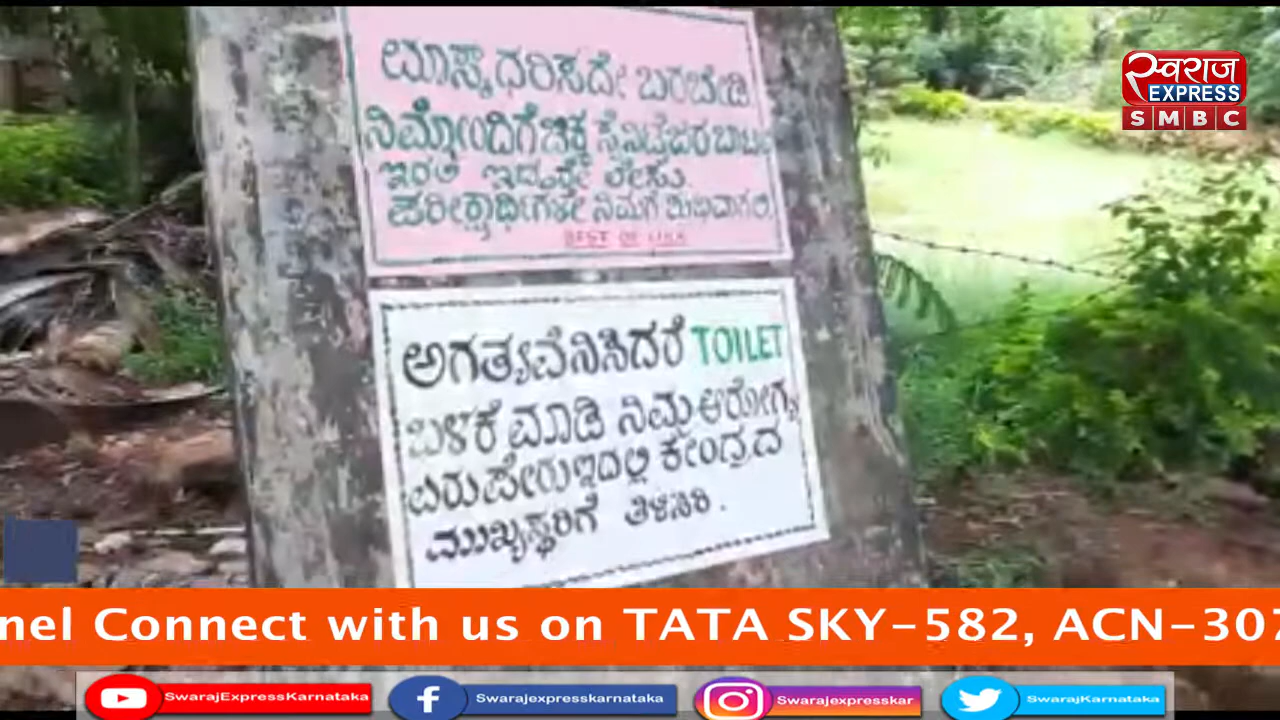 ಮಾಸ್ಕ ಧರಿಸದೇ ಬರಬೇಡಿ
ನಿಮ್ಮೋಂದಿಗೆ ಚಿಕ್ಕ ಸ್ಯೆನಿಟೈಜರ ಬಾಟಲ
ಇರಲಿ ಇದ್ದರೇ ಲೇಸು.
ಪರೀಕ್ಷಾರ್ಥಿಗಳೇ ನಿಮಗೆ ಶುಭವಾಗಲಿ.
BEST OF LUCK
ಅಗತ್ಯವೆನಿಸಿದರೆ TOILET
ಬಳಕೆ ಮಾಡಿ ನಿಮ್ಮ ಆರೋಗ್ಯ
ಏರುಪೇರು ಇದಲ್ಲಿ ಕೇಂದ್ರದ
ಮುಖ್ಯಸ್ಥರಿಗೆ ತಿಳಿಸಿರಿ.
स्वराज
EXPRESS
SMBC
nel Connect with us on TATA SKY-582, ACN-307
SwarajExpressKarnataka
Swarajexpresskarnataka
Swarajexpresskar
SwarajKarnataka